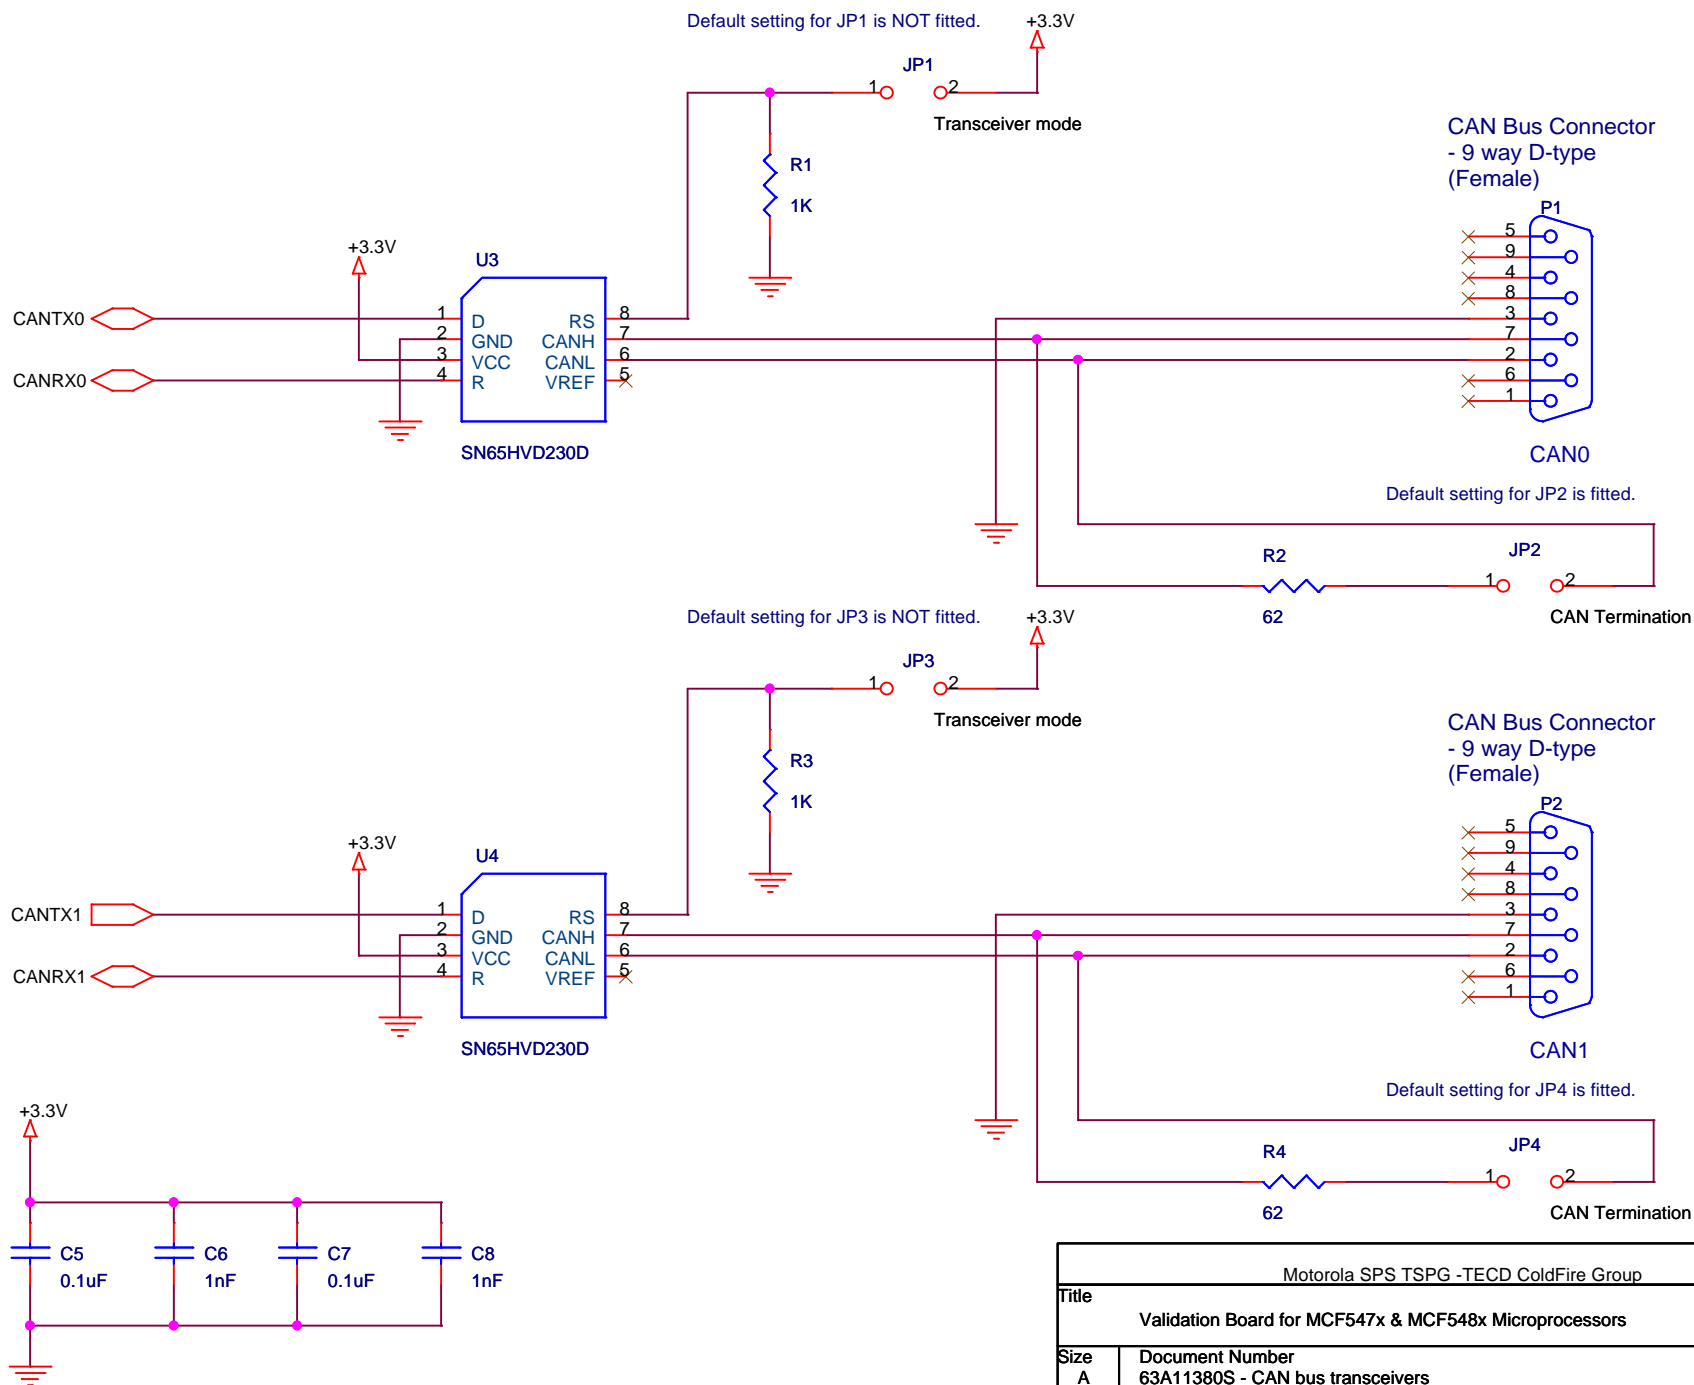 Default setting for JP1 is NOT fitted.
+3.3V
JP1
1
2
Transceiver mode
R1
1K
CAN Bus Connector
- 9 way D-type
(Female)
P1
5
9
4
8
3
7
2
6
1
CAN0
+3.3V
U3
CANTX0
CANRX0
1
2
3
4
D
GND
VCC
R
RS
CANH
CANL
VREF
8
7
6
5
SN65HVD230D
Default setting for JP2 is fitted.
R2
62
JP2
1
2
CAN Termination
Default setting for JP3 is NOT fitted.
+3.3V
JP3
1
2
Transceiver mode
R3
1K
CAN Bus Connector
- 9 way D-type
(Female)
P2
5
9
4
8
3
7
2
6
1
CAN1
+3.3V
U4
CANTX1
CANRX1
1
2
3
4
D
GND
VCC
R
RS
CANH
CANL
VREF
8
7
6
5
SN65HVD230D
Default setting for JP4 is fitted.
R4
62
JP4
1
2
CAN Termination
+3.3V
C5
0.1uF
C6
1nF
C7
0.1uF
C8
1nF
Motorola SPS TSPG -TECD ColdFire Group
Title
Validation Board for MCF547x & MCF548x Microprocessors
Size
A
Document Number
63A11380S - CAN bus transceivers